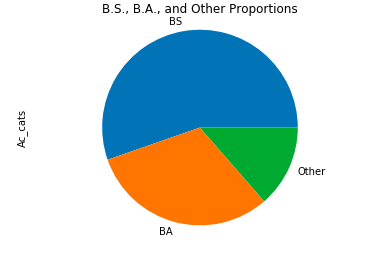 B.S., B.A., and Other Proportions
BS
Ac_cats
Other
BA